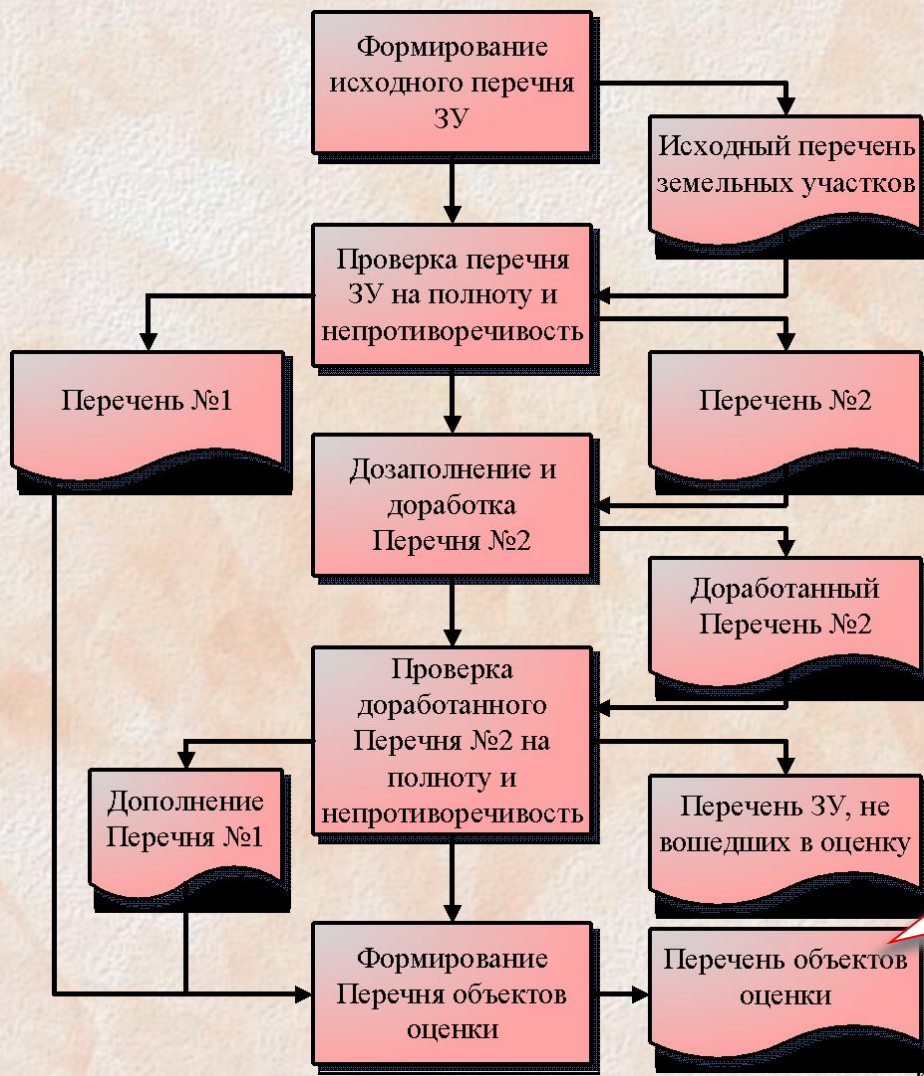 Формирование
исходного перечня
ЗУ
Исходный перечень
земельных участков
Проверка перечня
ЗУ на полноту и
непротиворечивость
Перечень №1
Перечень №2
Дозаполнение и
доработка
Перечня №2
Доработанный
Перечень №2
Проверка
доработанного
Перечня №2 на
полноту и
непротиворечивость
Дополнение
Перечня №1
Перечень ЗУ, не
вошедших в оценку
Формирование
Перечня объектов
оценки
Перечень объектов
оценки